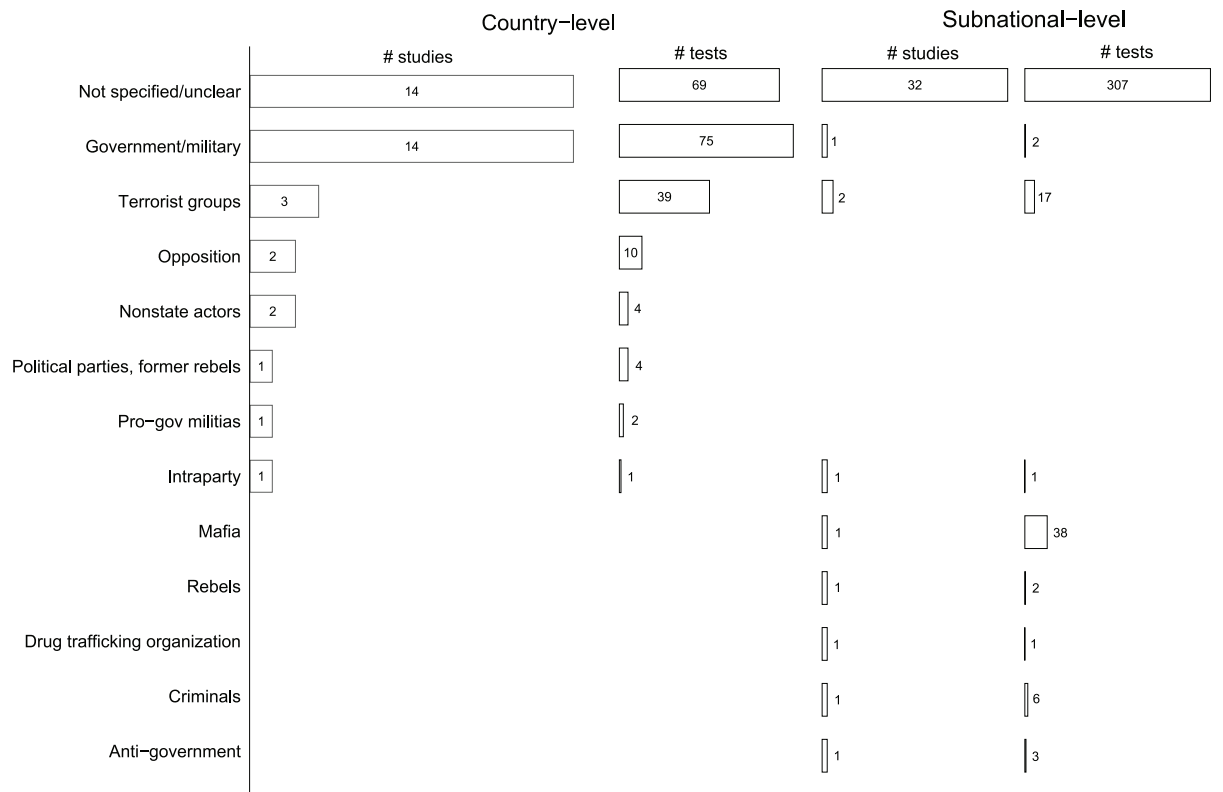 Country−level Subnational−level
# studies # tests # studies # tests
Not specified/unclear 14 69 32 307
Government/military 14 75 1 2
Terrorist groups 3 39 2 17
Opposition 2 10
Nonstate actors 2 4
Political parties, former rebels 1 4
Pro−gov militias 1 2
Intraparty 1 1 1 1
Mafia 1 38
Rebels 1 2
Drug trafficking organization 1 1
Criminals 1 6
Anti−government 1 3